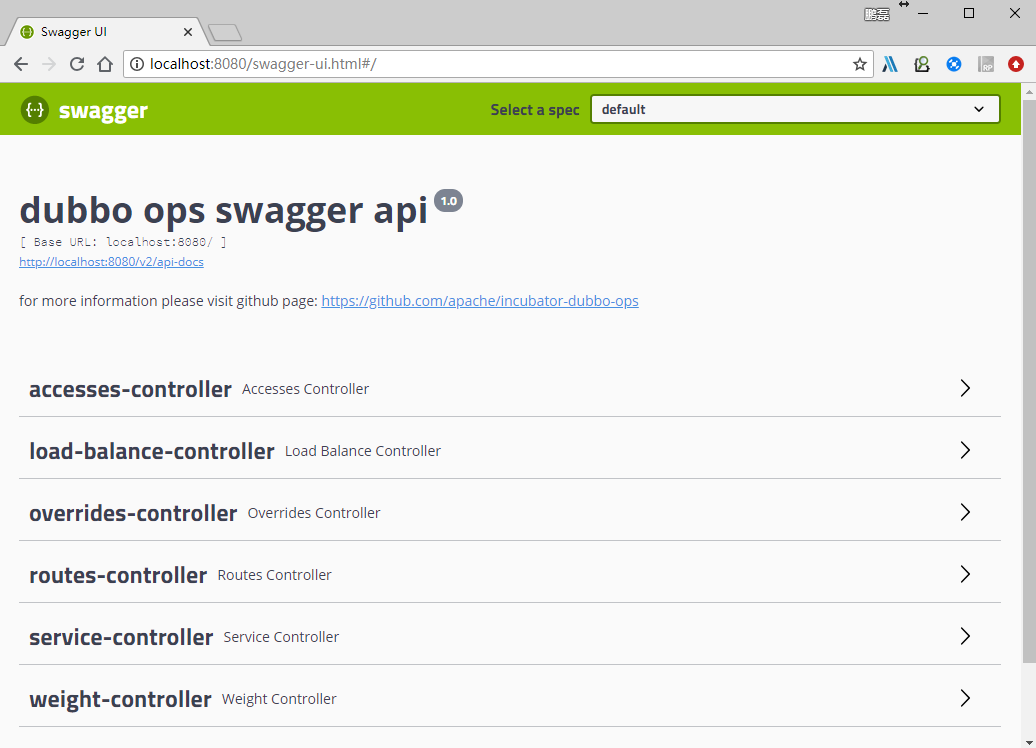 鹏磊
Swagger UI
localhost:8080/swagger-ui.html#/
RP
{··}
swagger
Select a spec
default
dubbo ops swagger api 1.0
[ Base URL: localhost:8080/ ]
http://localhost:8080/v2/api-docs
for more information please visit github page: https://github.com/apache/incubator-dubbo-ops
accesses-controller Accesses Controller
load-balance-controller Load Balance Controller
overrides-controller Overrides Controller
routes-controller Routes Controller
service-controller Service Controller
weight-controller Weight Controller